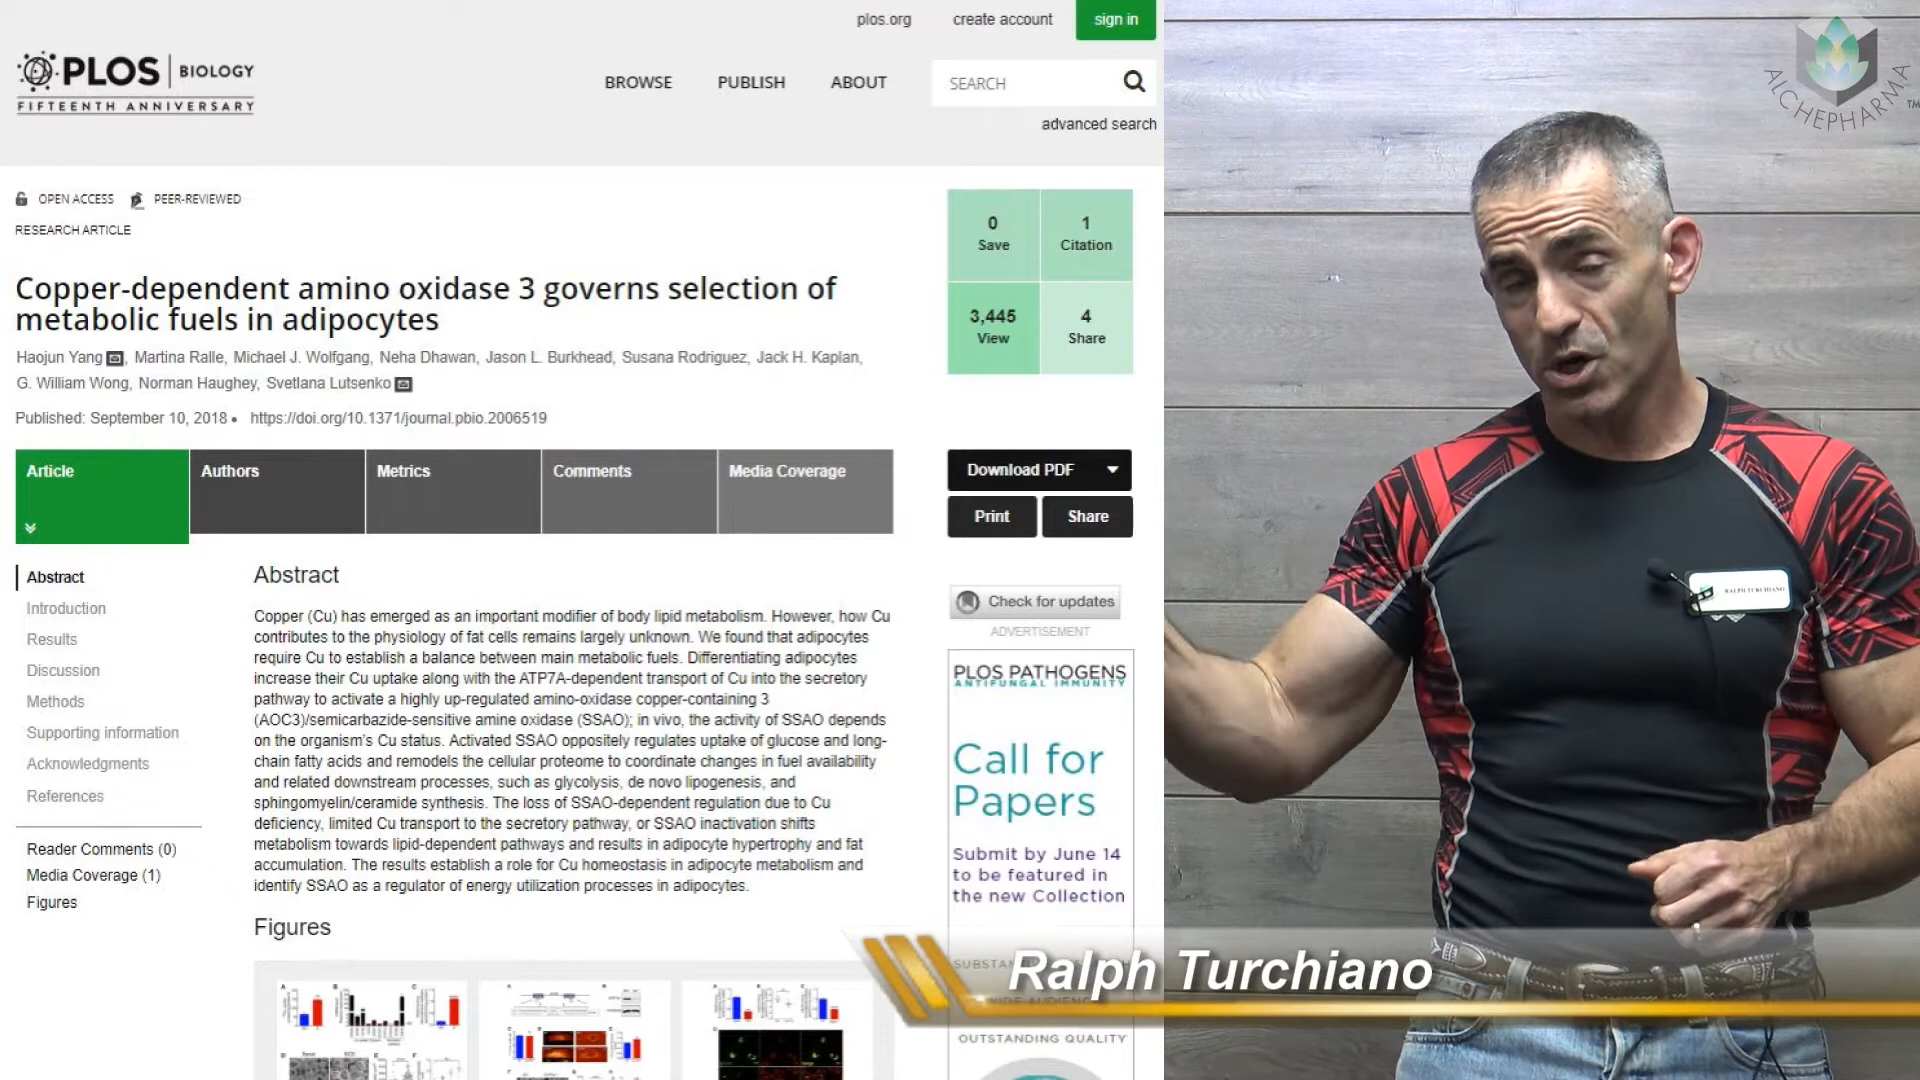 plos.org create account sign in
PLOS BIOLOGY
FIFTEENTH ANNIVERSARY
BROWSE PUBLISH ABOUT SEARCH
advanced search
ALCHEPHARMA TM
OPEN ACCESS PEER-REVIEWED
RESEARCH ARTICLE
0
Save
1
Citation
3,445
View
4
Share
Copper-dependent amino oxidase 3 governs selection of
metabolic fuels in adipocytes
Haojun Yang, Martina Ralle, Michael J. Wolfgang, Neha Dhawan, Jason L. Burkhead, Susana Rodriguez, Jack H. Kaplan,
G. William Wong, Norman Haughey, Svetlana Lutsenko
Published: September 10, 2018 • https://doi.org/10.1371/journal.pbio.2006519
Article Authors Metrics Comments Media Coverage
Download PDF
Print Share
Abstract
Introduction
Results
Discussion
Methods
Supporting information
Acknowledgments
References
Reader Comments (0)
Media Coverage (1)
Figures
Abstract
Copper (Cu) has emerged as an important modifier of body lipid metabolism. However, how Cu
contributes to the physiology of fat cells remains largely unknown. We found that adipocytes
require Cu to establish a balance between main metabolic fuels. Differentiating adipocytes
increase their Cu uptake along with the ATP7A-dependent transport of Cu into the secretory
pathway to activate a highly up-regulated amino-oxidase copper-containing 3
(AOC3)/semicarbazide-sensitive amine oxidase (SSAO); in vivo, the activity of SSAO depends
on the organism's Cu status. Activated SSAO oppositely regulates uptake of glucose and long-
chain fatty acids and remodels the cellular proteome to coordinate changes in fuel availability
and related downstream processes, such as glycolysis, de novo lipogenesis, and
sphingomyelin/ceramide synthesis. The loss of SSAO-dependent regulation due to Cu
deficiency, limited Cu transport to the secretory pathway, or SSAO inactivation shifts
metabolism towards lipid-dependent pathways and results in adipocyte hypertrophy and fat
accumulation. The results establish a role for Cu homeostasis in adipocyte metabolism and
identify SSAO as a regulator of energy utilization processes in adipocytes.
Figures
Check for updates
ADVERTISEMENT
PLOS PATHOGENS
ANTIFUNGAL IMMUNITY
Call for
Papers
Submit by June 14
to be featured in
the new Collection
OUTSTANDING QUALITY
RALPH TURCHIANO
Ralph Turchiano